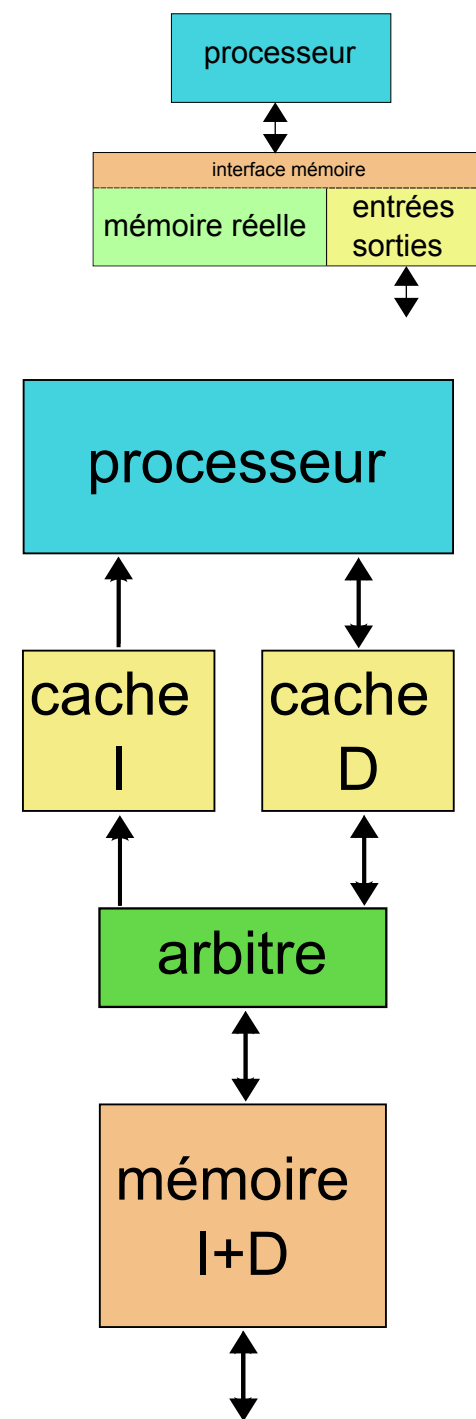 processeur
interface mémoire
mémoire réelle
entrées
sorties
processeur
cache
I
cache
D
arbitre
mémoire
I+D